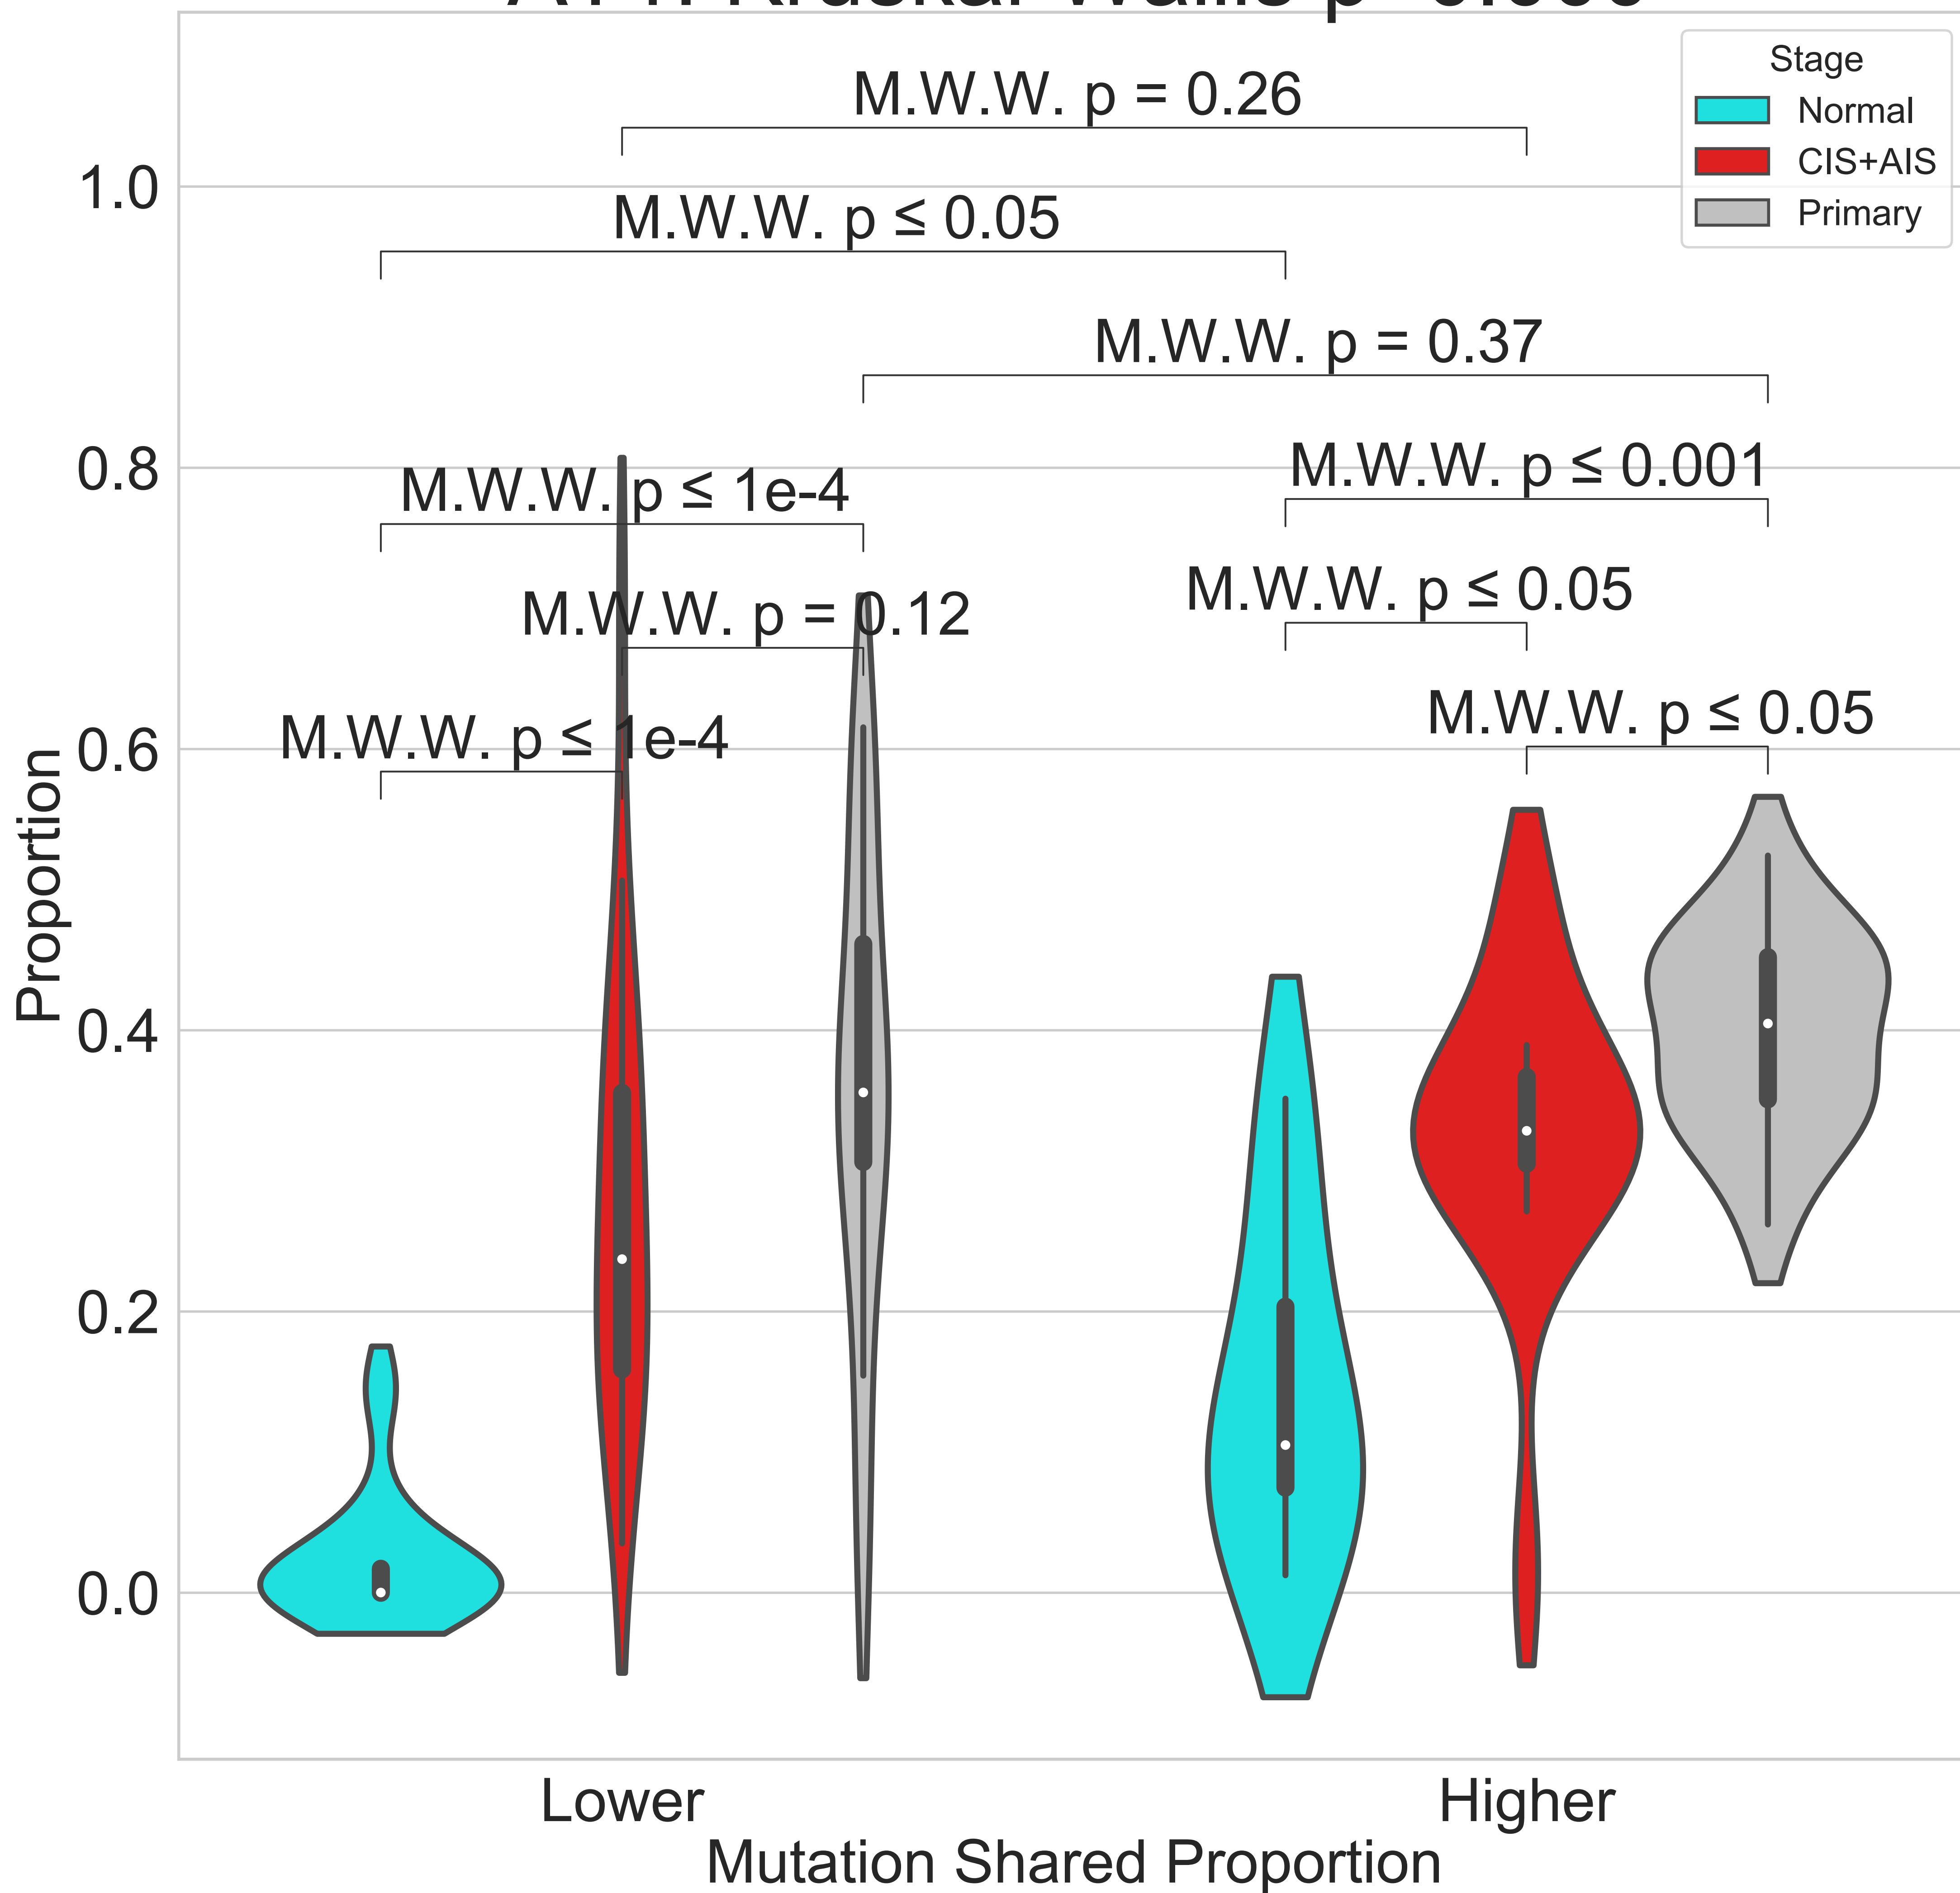 Stage
Normal
CIS+AIS
Primary
M.W.W. p = 0.26
1.0
M.W.W. p ≤ 0.05
M.W.W. p = 0.37
M.W.W. p ≤ 0.001
0.8
M.W.W. p ≤ 1e-4
M.W.W. p ≤ 0.05
M.W.W. p = 0.12
M.W.W. p ≤ 0.05
M.W.W. p ≤ 1e-4
0.6
Proportion
0.4
0.2
0.0
Lower
Higher
Mutation Shared Proportion